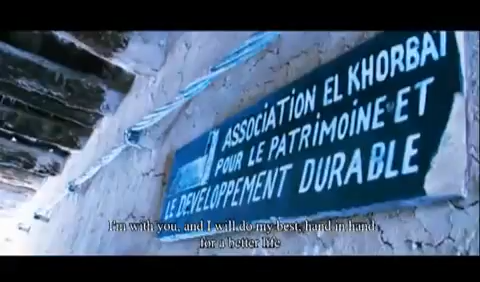 ASSOCIATION EL KHORBAT
POUR LE PATRIMOINE ET
LE DEVELOPPEMENT DURABLE
I'm with you, and I will do my best, hand in hand
for a better life